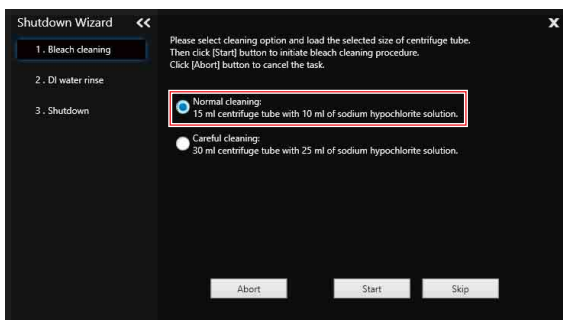 Shutdown Wizard <<
X
1 . Bleach cleaning
2 . DI water rinse
3 . Shutdown
Please select cleaning option and load the selected size of centrifuge tube.
Then click [Start] button to initiate bleach cleaning procedure.
Click [Abort] button to cancel the task.
Normal cleaning:
15 ml centrifuge tube with 10 ml of sodium hypochlorite solution.
Careful cleaning:
30 ml centrifuge tube with 25 ml of sodium hypochlorite solution.
Abort
Start
Skip